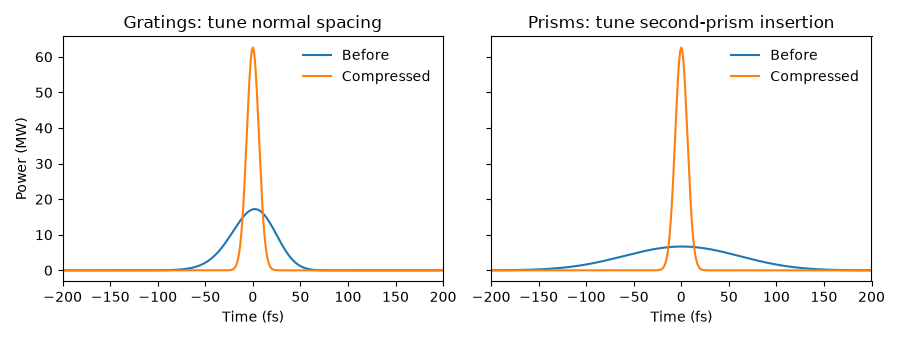 Gratings: tune normal spacing
Power (MW)
60
50
40
30
20
10
0
−200 −150 −100 −50 0 50 100 150 200
Time (fs)
Before
Compressed
Prisms: tune second-prism insertion
−200 −150 −100 −50 0 50 100 150 200
Time (fs)
Before
Compressed